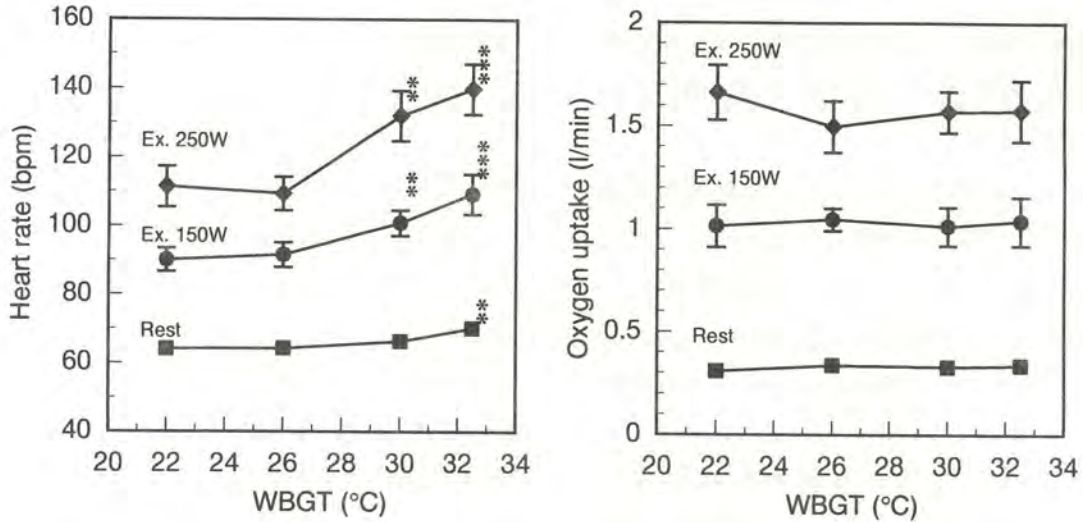 160
140
120
100
80
60
40
20 22 24 26 28 30 32 34
Heart rate (bpm)
WBGT (°C)
Ex. 250W
Ex. 150W
Rest
**
***
**
***
**
2
1.5
1
0.5
0
20 22 24 26 28 30 32 34
Oxygen uptake (l/min)
WBGT (°C)
Ex. 250W
Ex. 150W
Rest